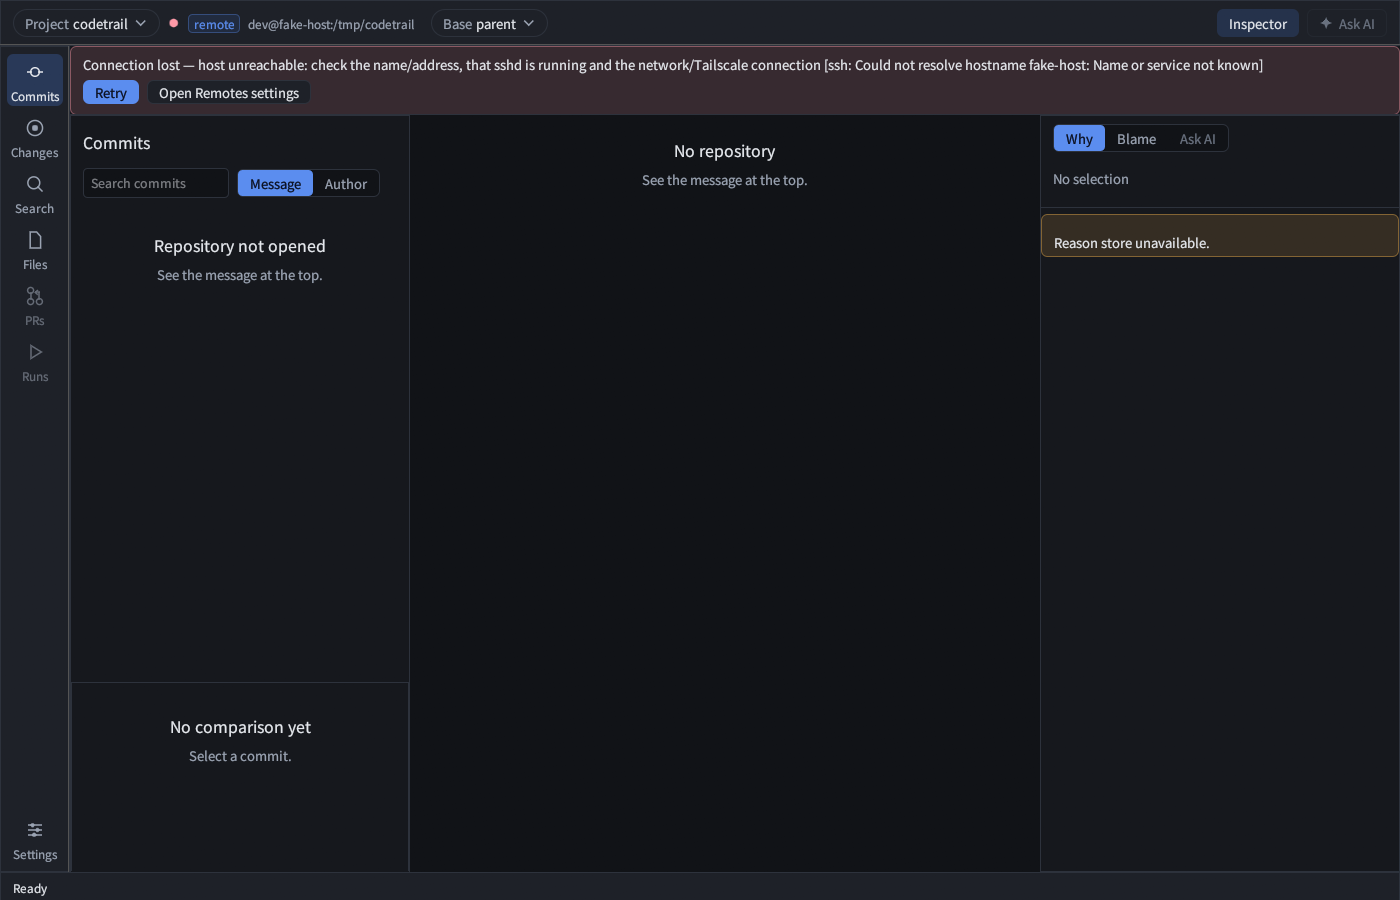 Project codetrail
remote
dev@fake-host:/tmp/codetrail
Base parent
Inspector
Ask AI
Connection lost — host unreachable: check the name/address, that sshd is running and the network/Tailscale connection [ssh: Could not resolve hostname fake-host: Name or service not known]
Retry
Open Remotes settings
Commits
Changes
Search
Files
PRs
Runs
Settings
Commits
Search commits
Message
Author
Repository not opened
See the message at the top.
No comparison yet
Select a commit.
No repository
See the message at the top.
Why
Blame
Ask AI
No selection
Reason store unavailable.
Ready